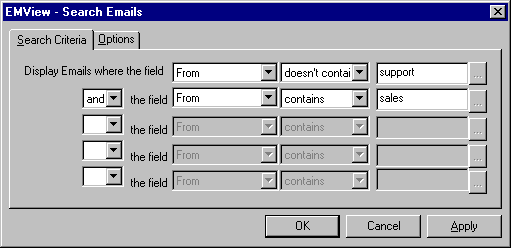 EMView - Search Emails
Search Criteria Options
Display Emails where the field From doesn't contai support ...
and the field From contains sales ...
the field From contains ...
the field From contains ...
the field From contains ...
OK Cancel Apply